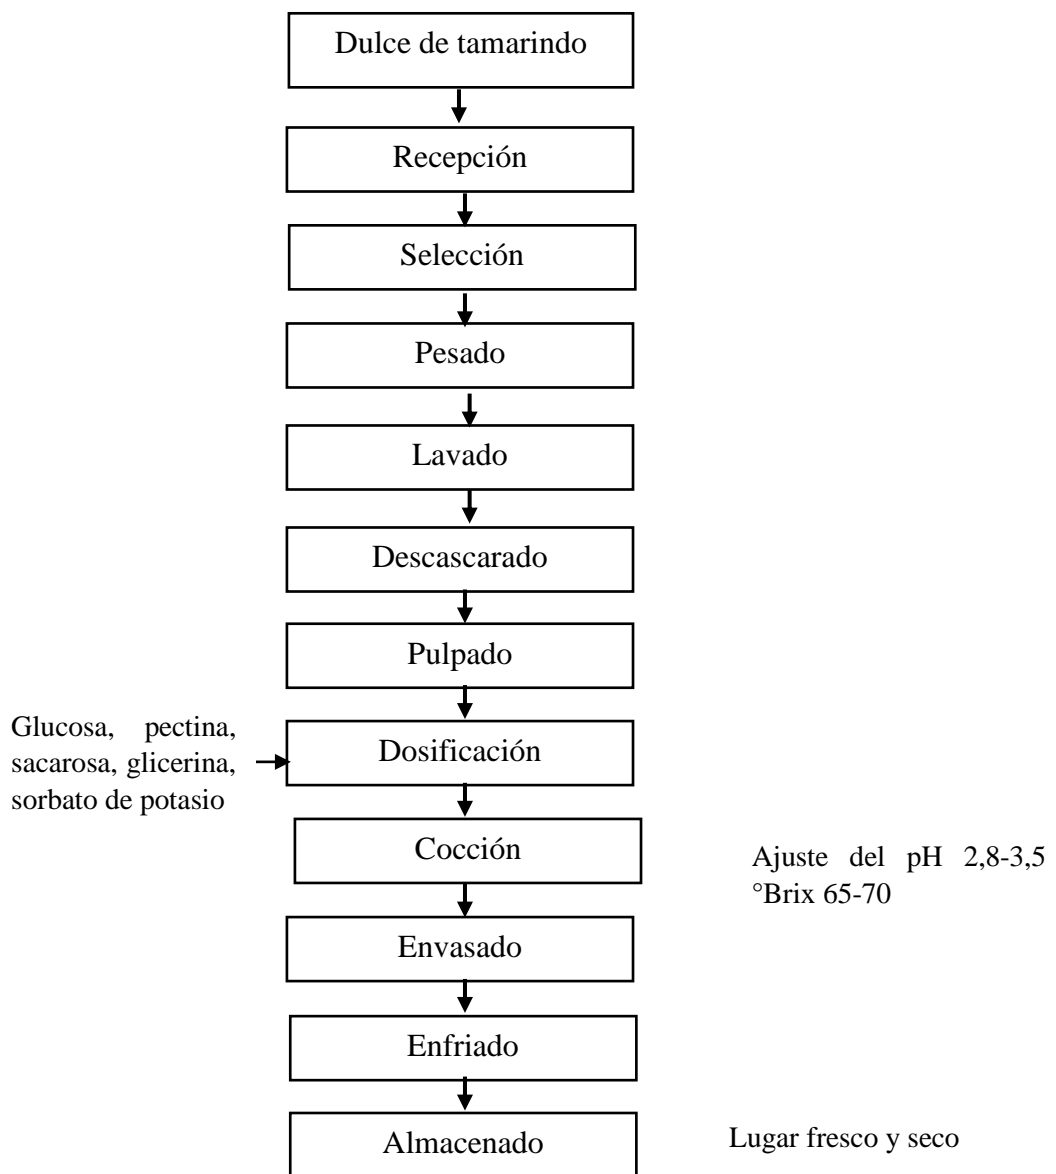 Dulce de tamarindo
Recepción
Selección
Pesado
Lavado
Descascarado
Pulpado
Glucosa, pectina,
sacarosa, glicerina,
sorbato de potasio
Dosificación
Cocción
Ajuste del pH 2,8-3,5
°Brix 65-70
Envasado
Enfriado
Almacenado
Lugar fresco y seco